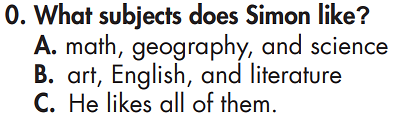 0. What subjects does Simon like?
A. math, geography, and science
B. art, English, and literature
C. He likes all of them.